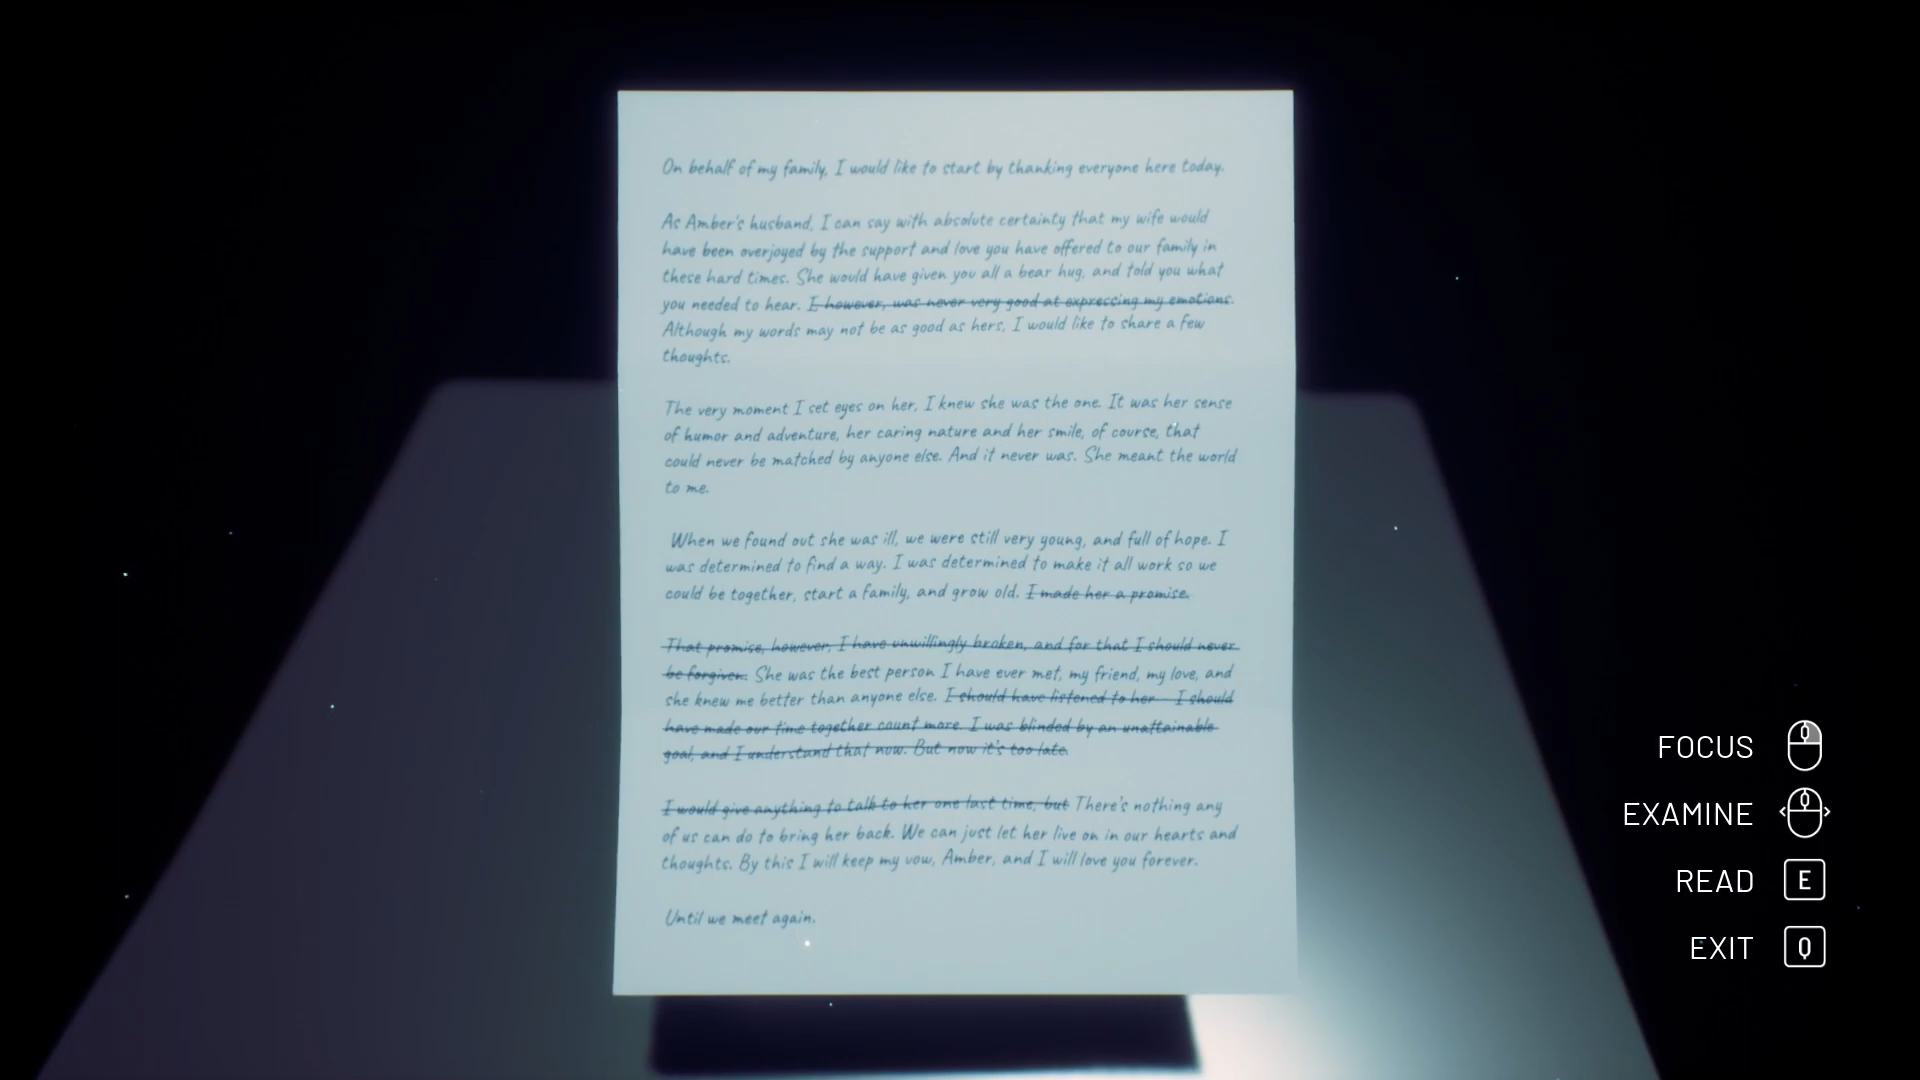 On behalf of my family, I would like to start by thanking everyone here today.
As Amber's husband, I can say with absolute certainty that my wife would
have been overjoyed by the support and love you have offered to our family in
these hard times. She would have given you all a bear hug, and told you what
you needed to hear. I however, was never very good at expressing my emotions.
Although my words may not be as good as hers, I would like to share a few
thoughts.
The very moment I set eyes on her, I knew she was the one. It was her sense
of humor and adventure, her caring nature and her smile, of course, that
could never be matched by anyone else. And it never was. She meant the world
to me.
When we found out she was ill, we were still very young, and full of hope. I
was determined to find a way. I was determined to make it all work so we
could be together, start a family, and grow old. I made her a promise.
That promise, however, I have unwillingly broken, and for that I should never
be forgiven. She was the best person I have ever met, my friend, my love, and
she knew me better than anyone else. I should have listened to her - I should
have made our time together count more. I was blinded by an unattainable
goal, and I understand that now. But now it's too late.
I would give anything to talk to her one last time, but There's nothing any
of us can do to bring her back. We can just let her live on in our hearts and
thoughts. By this I will keep my vow, Amber, and I will love you forever.
Until we meet again.
FOCUS
EXAMINE
READ E
EXIT Q